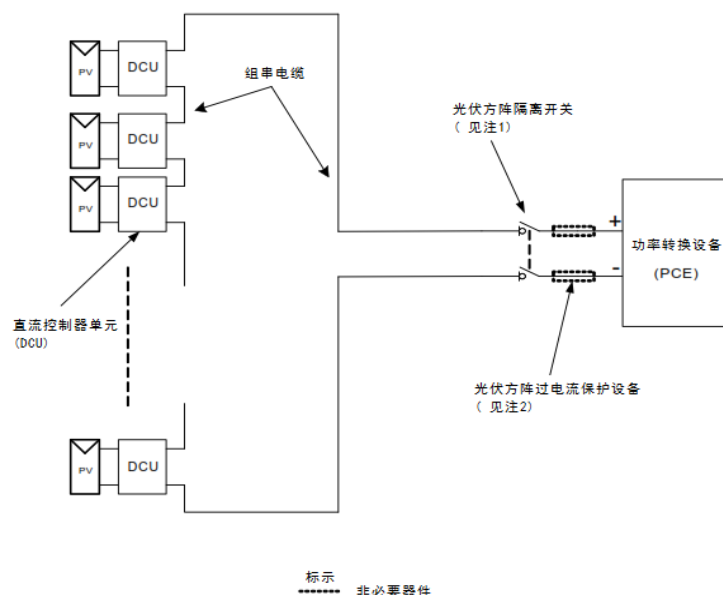 PV
DCU
组串电缆
光伏方阵隔离开关
( 见注1)
PV
DCU
PV
DCU
+
功率转换设备
(PCE)
-
直流控制器单元
(DCU)
光伏方阵过电流保护设备
( 见注2)
PV
DCU
标示
非必要器件